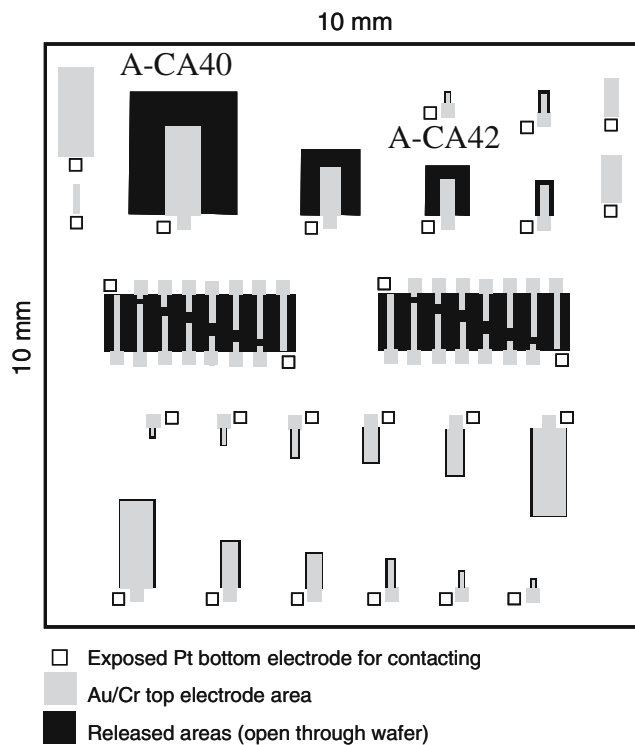 10 mm
A-CA40
A-CA42
10 mm
Exposed Pt bottom electrode for contacting
Au/Cr top electrode area
Released areas (open through wafer)